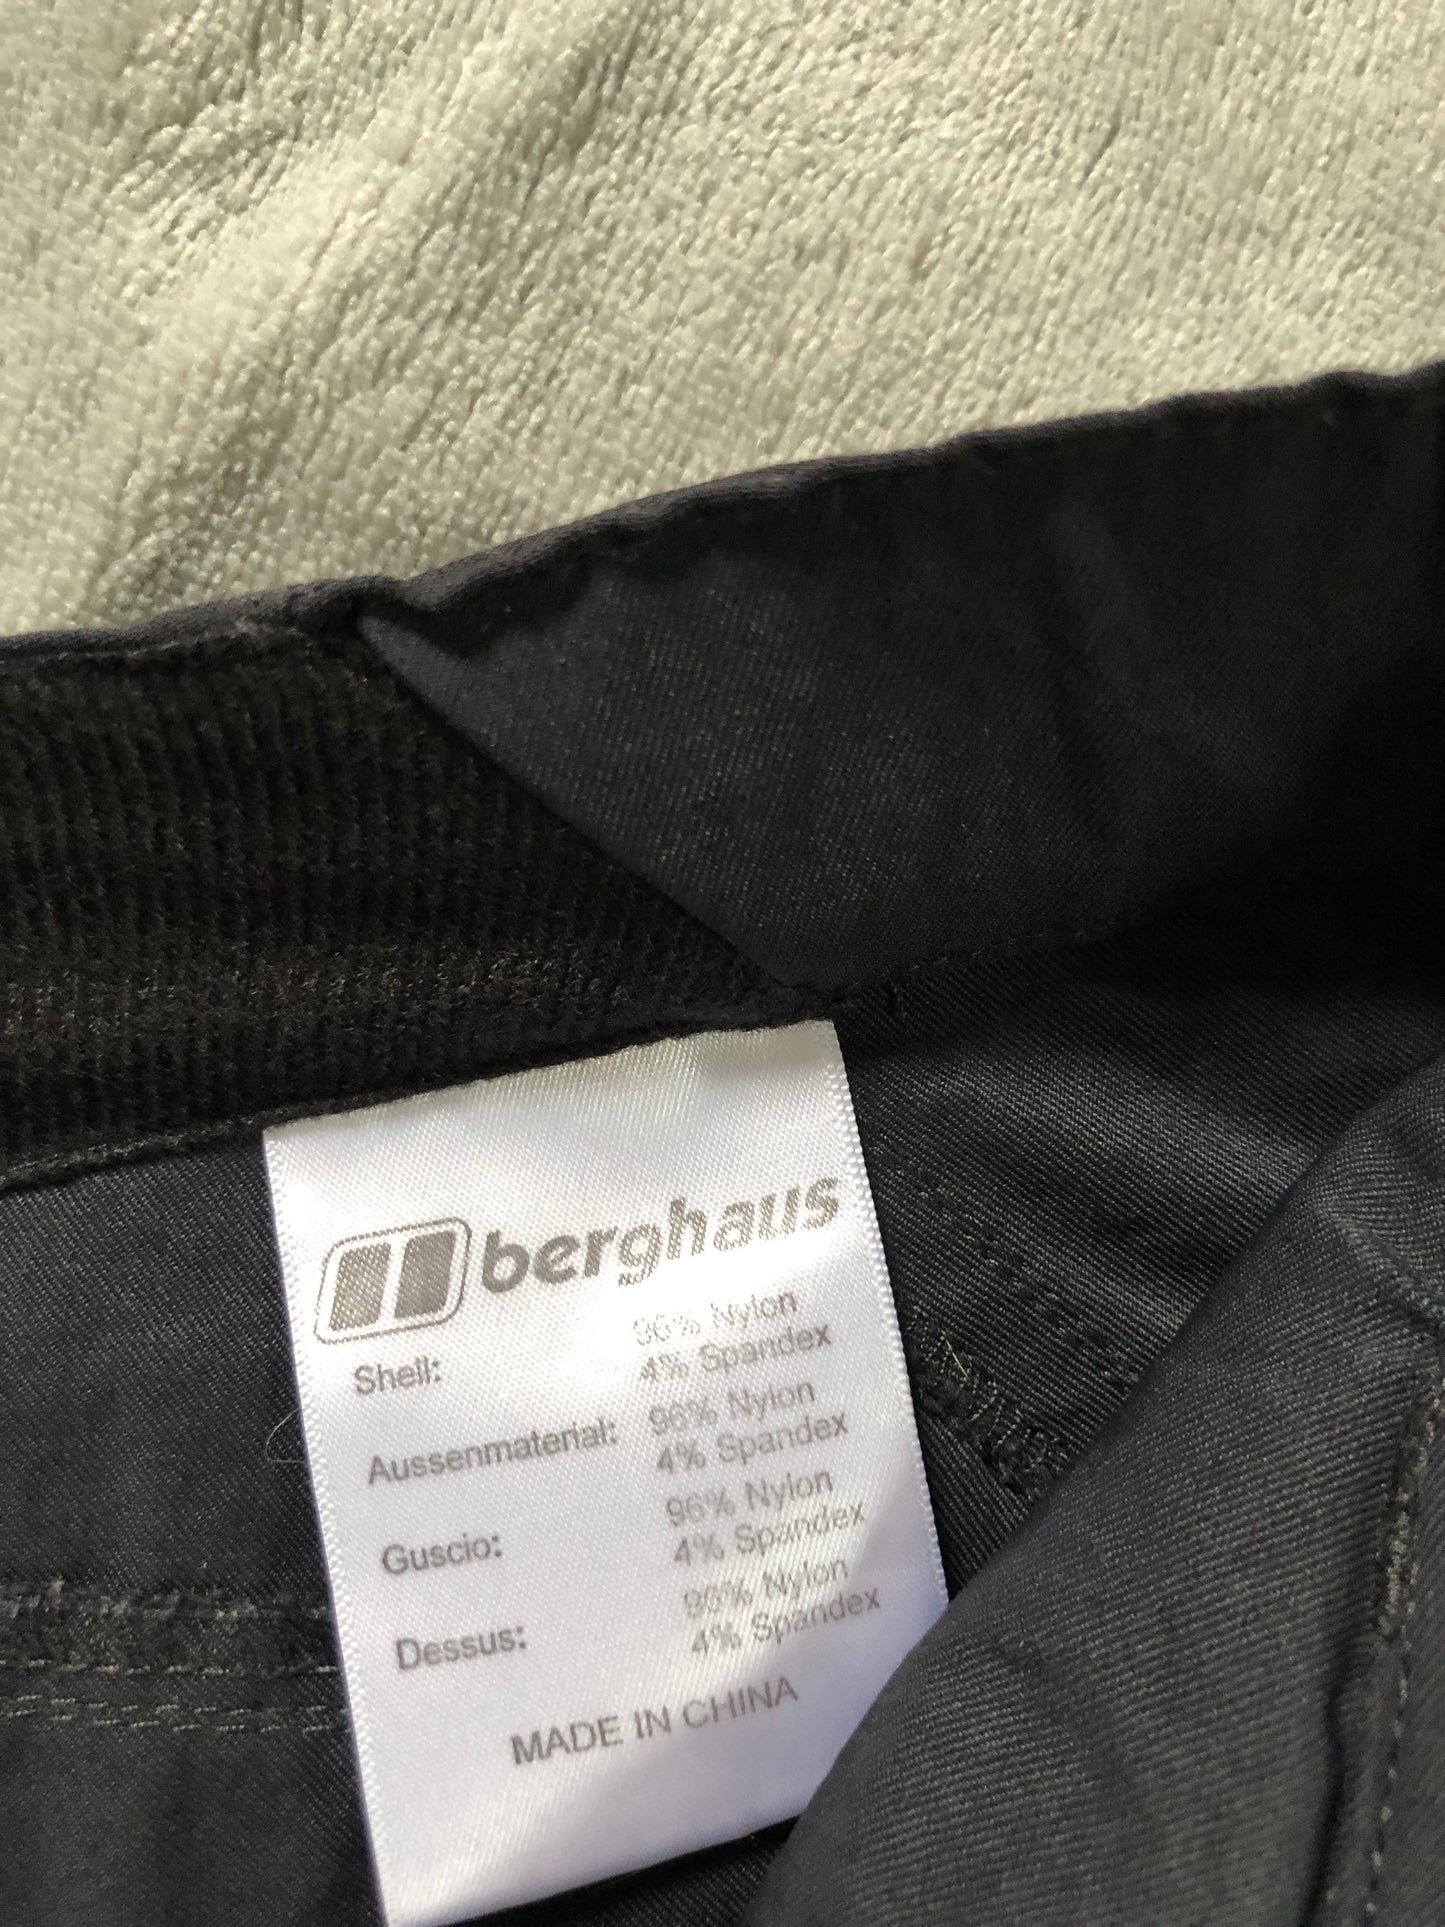 berghaus
Shell: 96% Nylon
4% Spandex
Aussenmaterial: 96% Nylon
4% Spandex
Guscio: 96% Nylon
4% Spandex
Dessus: 96% Nylon
4% Spandex
MADE IN CHINA